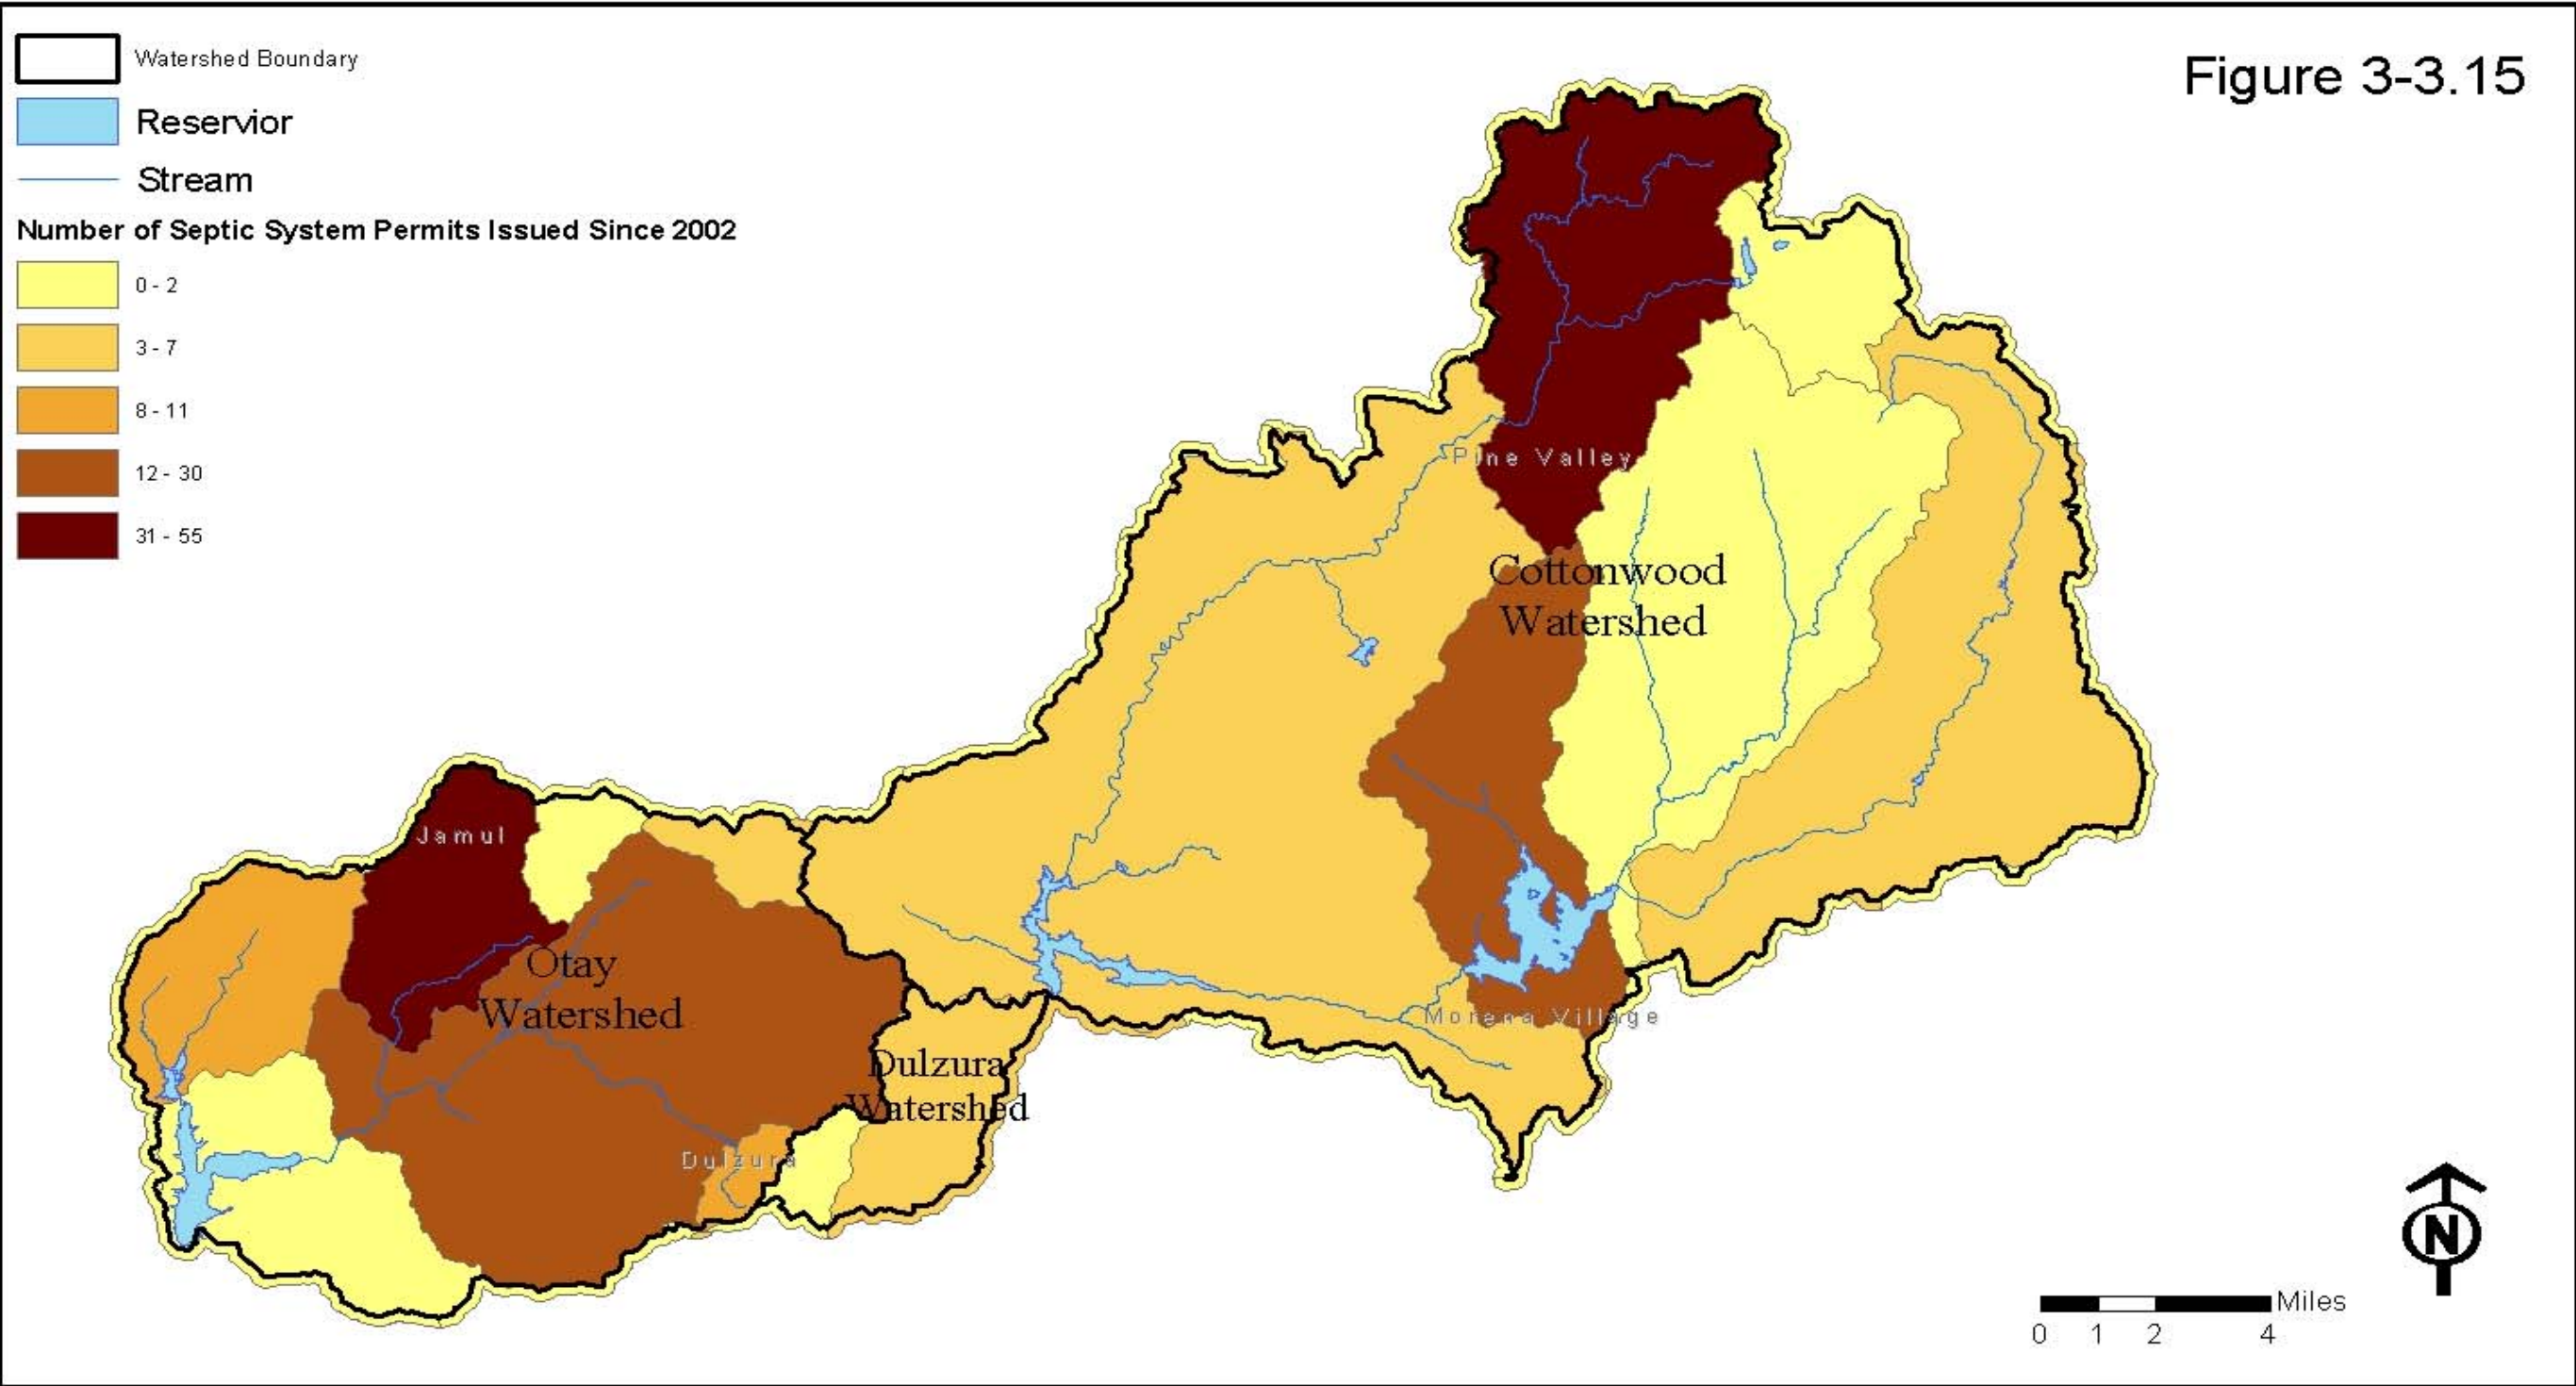 Watershed Boundary
Figure 3-3.15
Reservior
Stream
Number of Septic System Permits Issued Since 2002
0 - 2
3 - 7
8 - 11
12 - 30
31 - 55
Pine Valley
Cottonwood
Watershed
Jamul
Otay
Watershed
Morena Village
Dulzura
Watershed
Dulzura
N
Miles
0 1 2 4